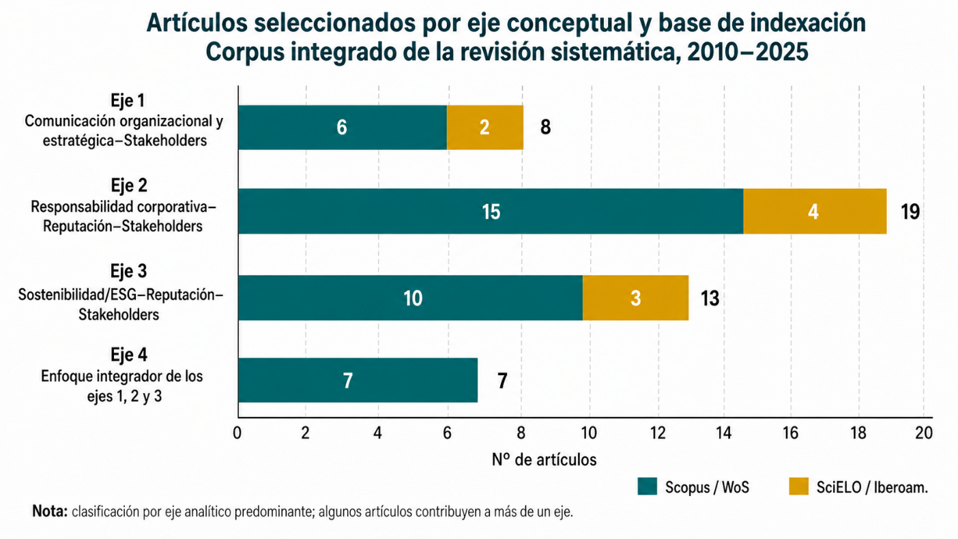 Artículos seleccionados por eje conceptual y base de indexación
Corpus integrado de la revisión sistemática, 2010–2025
Eje 1
Comunicación organizacional y
estratégica–Stakeholders
6
2
8
Eje 2
Responsabilidad corporativa–
Reputación–Stakeholders
15
4
19
Eje 3
Sostenibilidad/ESG–Reputación–
Stakeholders
10
3
13
Eje 4
Enfoque integrador de los
ejes 1, 2 y 3
7
7
0 2 4 6 8 10 12 14 16 18 20
Nº de artículos
Scopus / WoS
SciELO / Iberoam.
Nota: clasificación por eje analítico predominante; algunos artículos contribuyen a más de un eje.